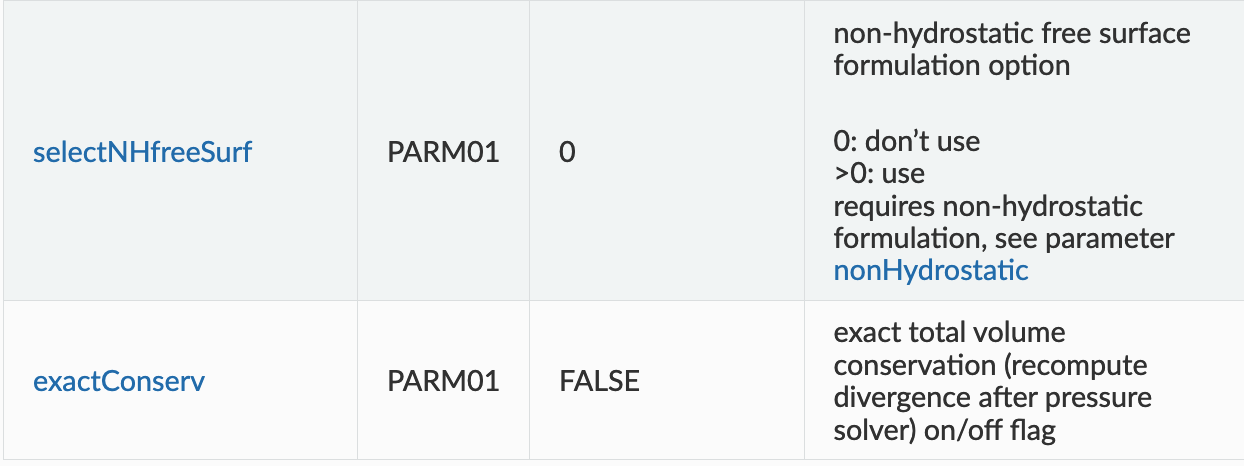 non-hydrostatic free surface
formulation option
selectNHfreeSurf PARM01 0
0: don’t use
>0: use
requires non-hydrostatic
formulation, see parameter
nonHydrostatic
exact total volume
conservation (recompute
exactConserv PARM01 FALSE
divergence after pressure
solver) on/off flag